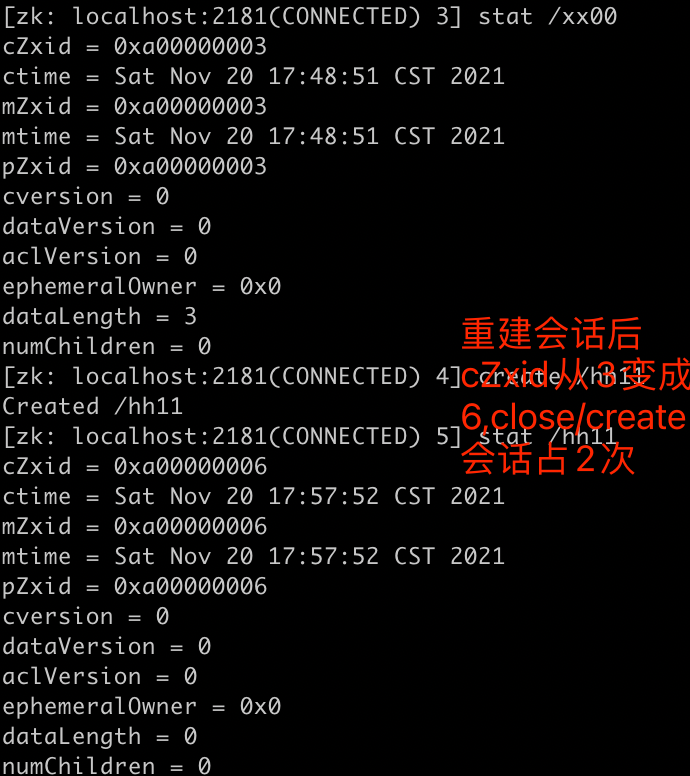 [zk: localhost:2181(CONNECTED) 3] stat /xx00
cZxid = 0xa00000003
ctime = Sat Nov 20 17:48:51 CST 2021
mZxid = 0xa00000003
mtime = Sat Nov 20 17:48:51 CST 2021
pZxid = 0xa00000003
cversion = 0
dataVersion = 0
aclVersion = 0
ephemeralOwner = 0x0
dataLength = 3
numChildren = 0
[zk: localhost:2181(CONNECTED) 4] create /hh11
Created /hh11
[zk: localhost:2181(CONNECTED) 5] stat /hh11
cZxid = 0xa00000006
ctime = Sat Nov 20 17:57:52 CST 2021
mZxid = 0xa00000006
mtime = Sat Nov 20 17:57:52 CST 2021
pZxid = 0xa00000006
cversion = 0
dataVersion = 0
aclVersion = 0
ephemeralOwner = 0x0
dataLength = 0
numChildren = 0
重建会话后
cZxid从3变成
6,close/create
会话占2次